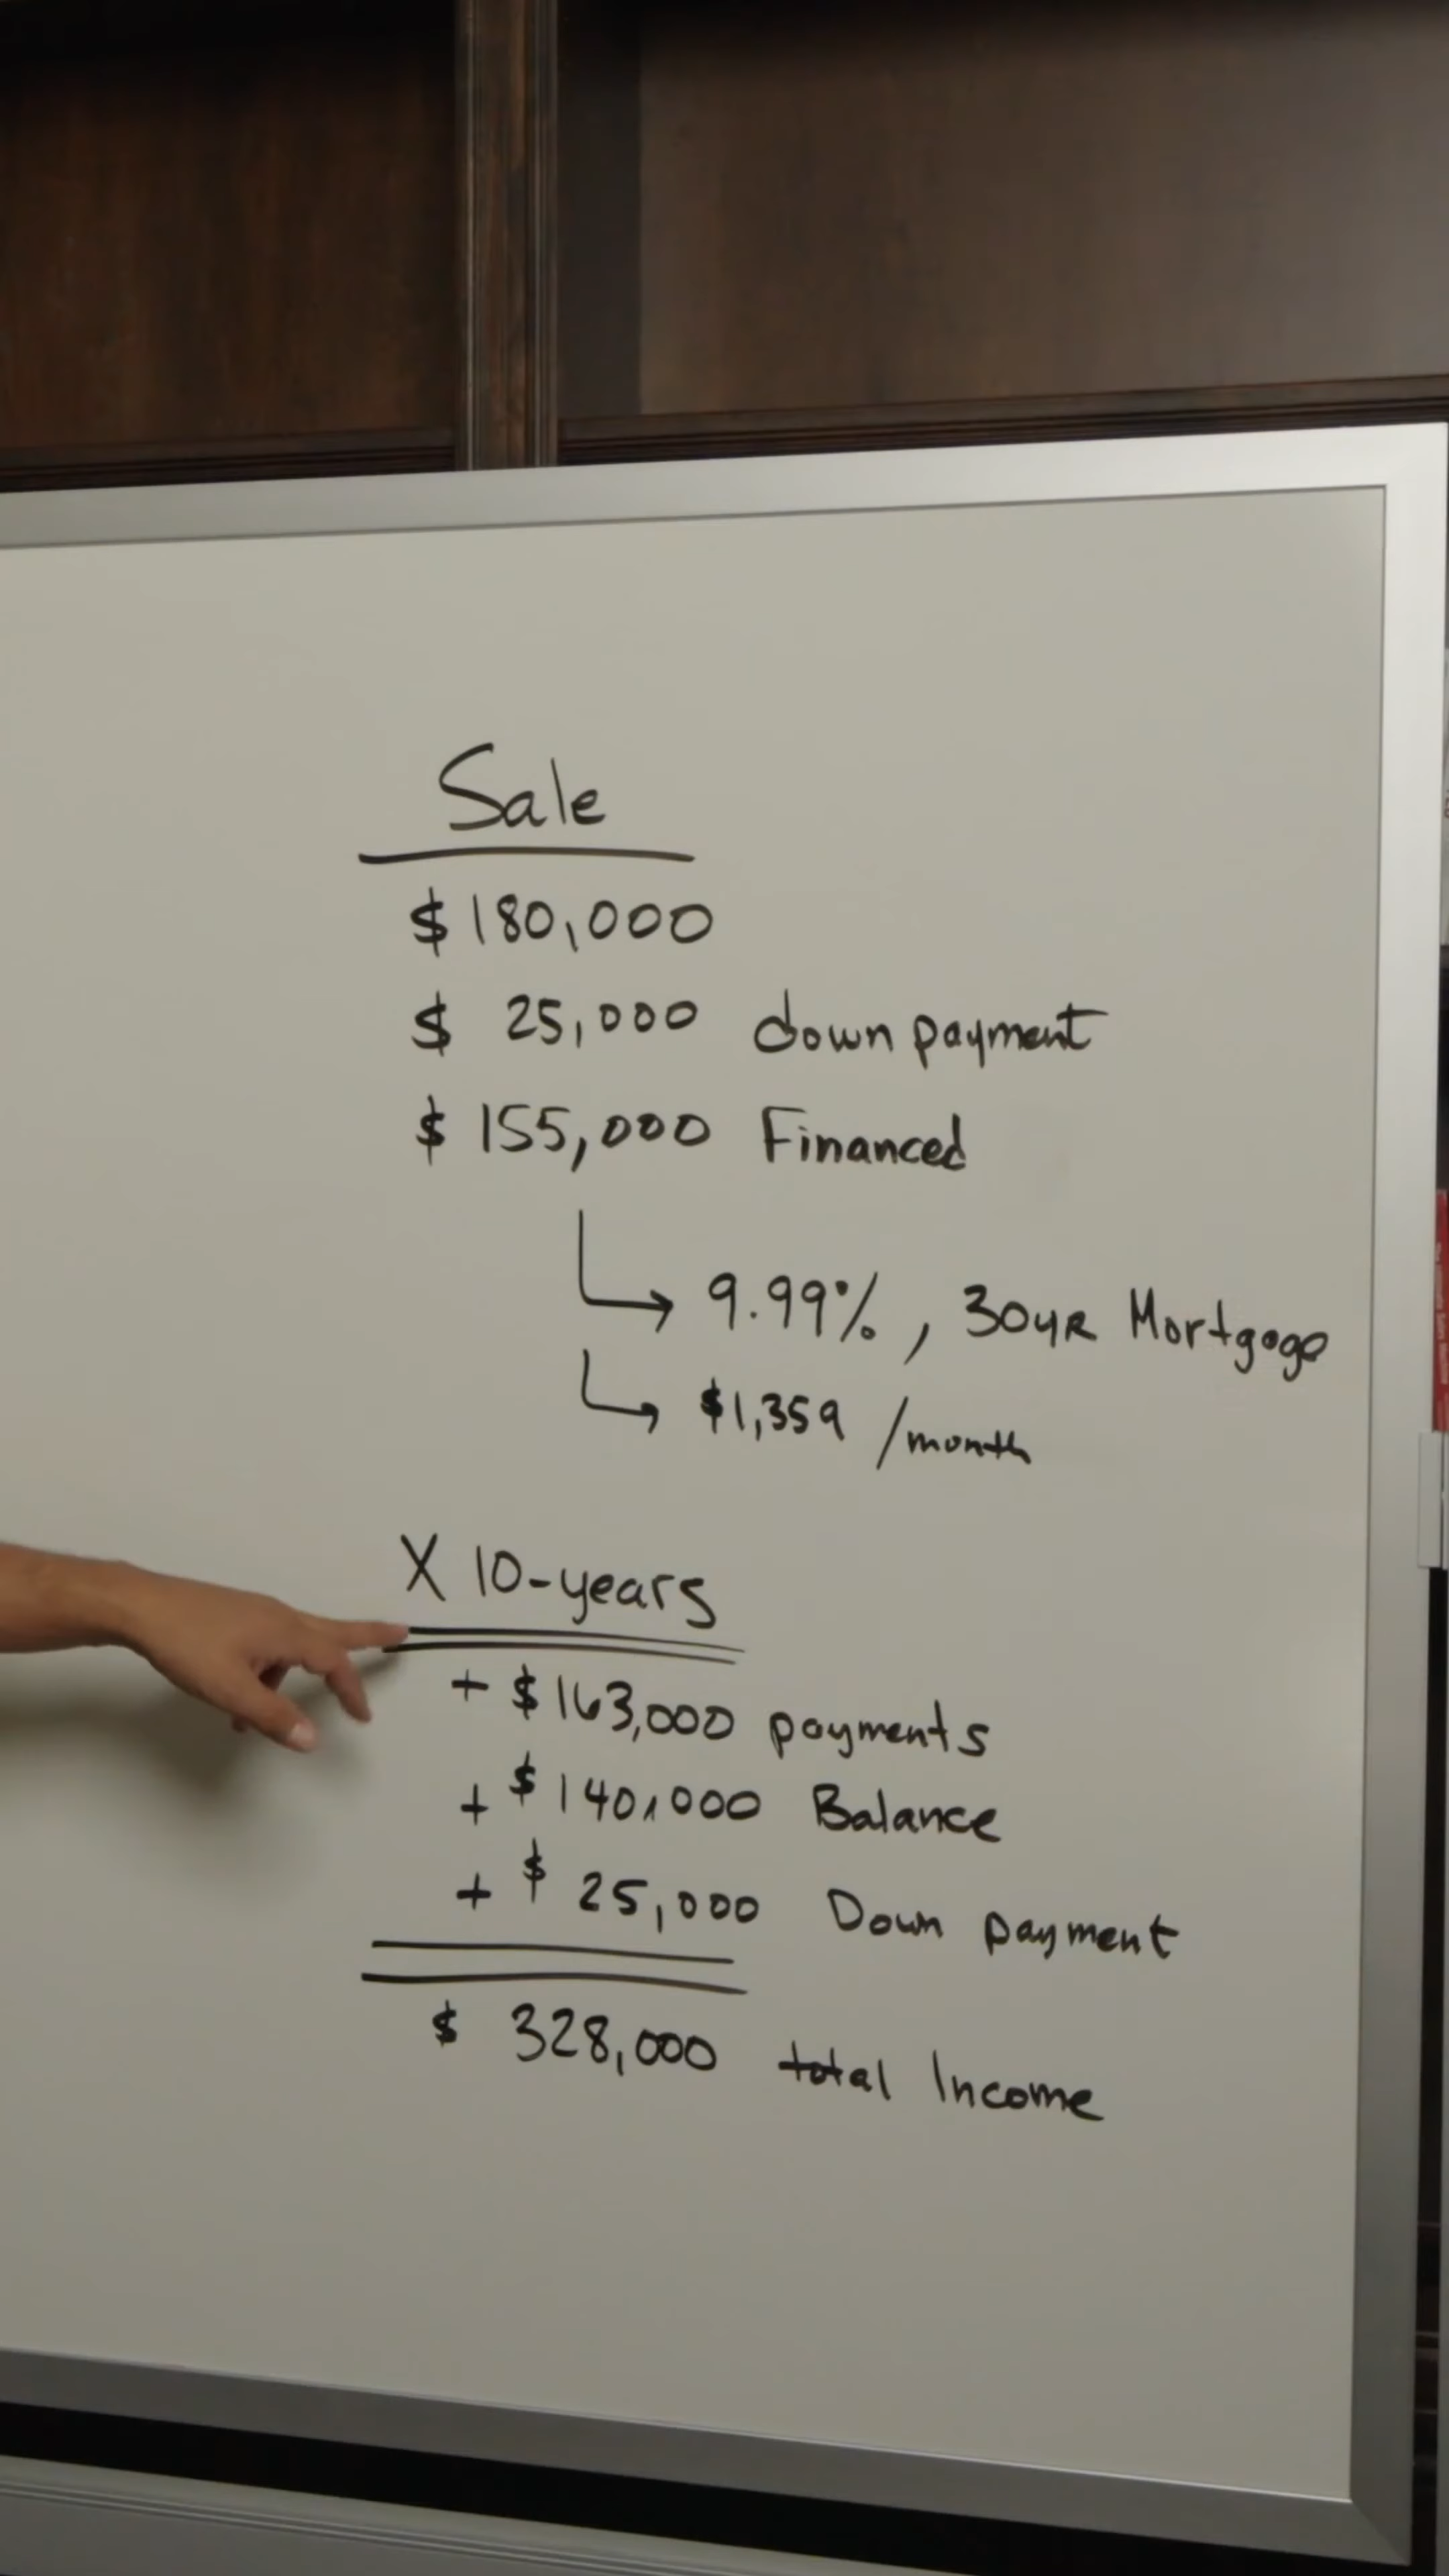 Sale
$ 180,000
$ 25,000 down payment
$ 155,000 Financed
9.99%, 30YR Mortgage
$1,359 /month
X 10-years
+ $163,000 payments
+ $140,000 Balance
+ $ 25,000 Down payment
$ 328,000 total Income